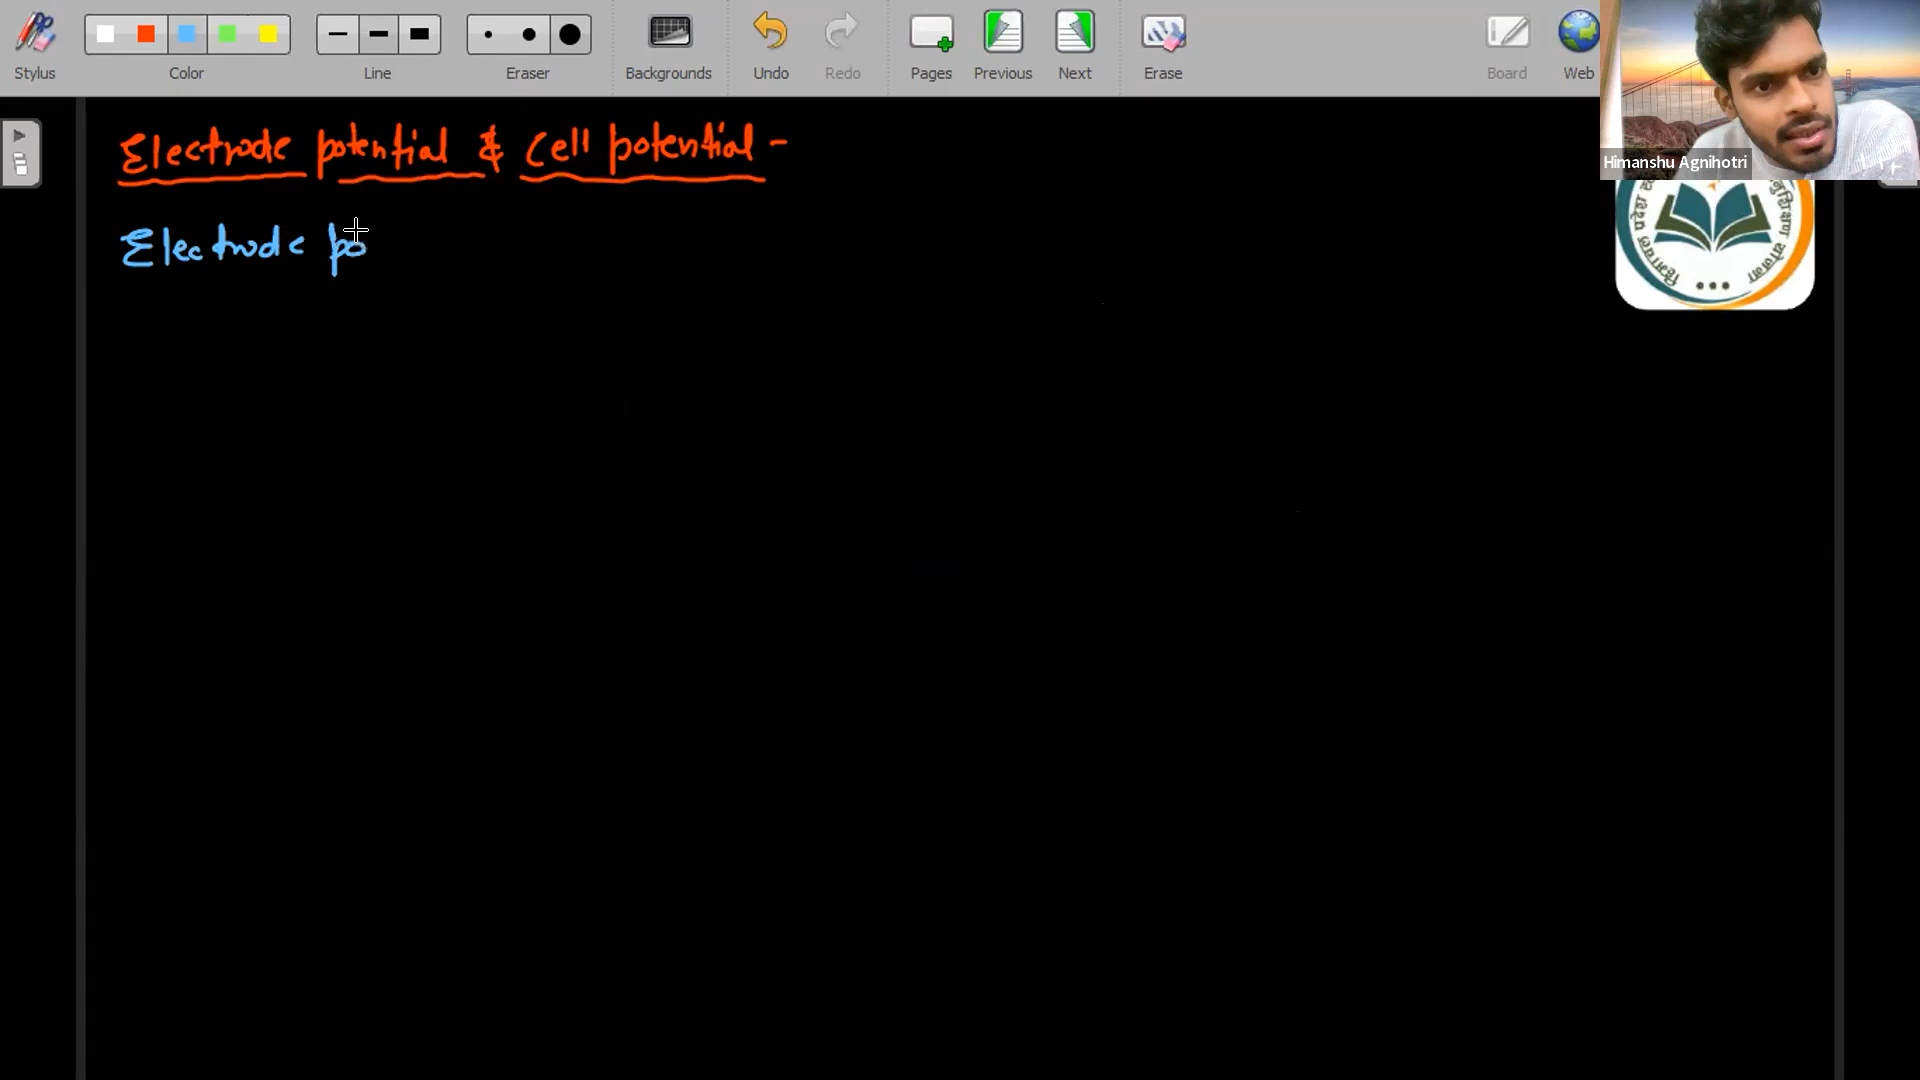 Stylus Color Line Eraser Backgrounds Undo Redo Pages Previous Next Erase Board Web
Himanshu Agnihotri
Electrode potential & Cell potential -
Electrode po